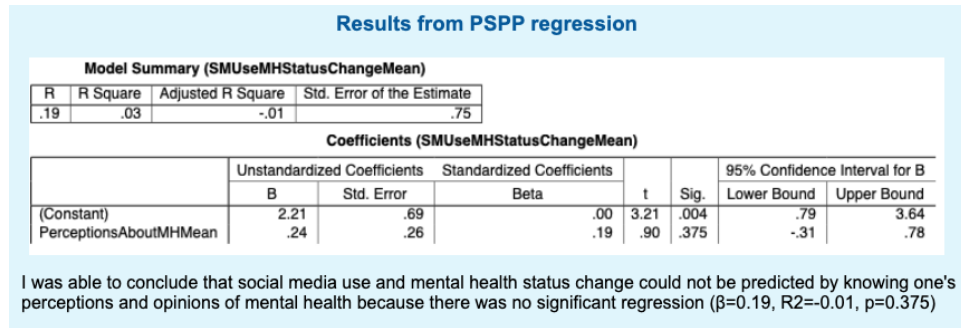 Results from PSPP regression
Model Summary (SMUseMHStatusChangeMean)
R R Square Adjusted R Square Std. Error of the Estimate
.19 .03 -.01 .75
Coefficients (SMUseMHStatusChangeMean)
Unstandardized Coefficients Standardized Coefficients 95% Confidence Interval for B
B Std. Error Beta t Sig. Lower Bound Upper Bound
(Constant) 2.21 .69 .00 3.21 .004 .79 3.64
PerceptionsAboutMHMean .24 .26 .19 .90 .375 -.31 .78
I was able to conclude that social media use and mental health status change could not be predicted by knowing one's
perceptions and opinions of mental health because there was no significant regression (β=0.19, R2=-0.01, p=0.375)